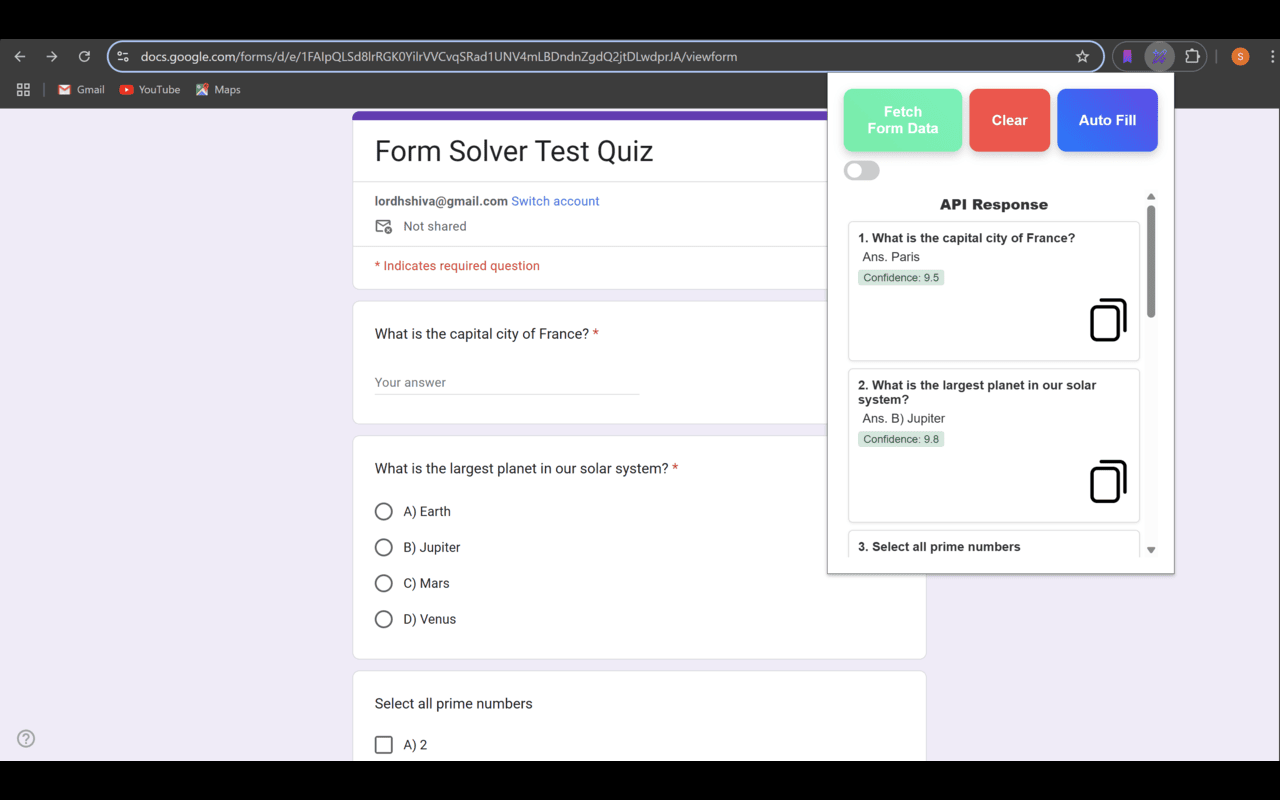 docs.google.com/forms/d/e/1FAIpQLSd8lrRGK0YilrVVCvqSRad1UNV4mLBDndnZgdQ2jtDLwdprJA/viewform
S
Gmail
YouTube
Maps
Form Solver Test Quiz
lordhshiva@gmail.com Switch account
Not shared
* Indicates required question
What is the capital city of France? *
Your answer
What is the largest planet in our solar system? *
A) Earth
B) Jupiter
C) Mars
D) Venus
Select all prime numbers
A) 2
Fetch
Form Data
Clear
Auto Fill
API Response
1. What is the capital city of France?
Ans. Paris
Confidence: 9.5
2. What is the largest planet in our solar
system?
Ans. B) Jupiter
Confidence: 9.8
3. Select all prime numbers